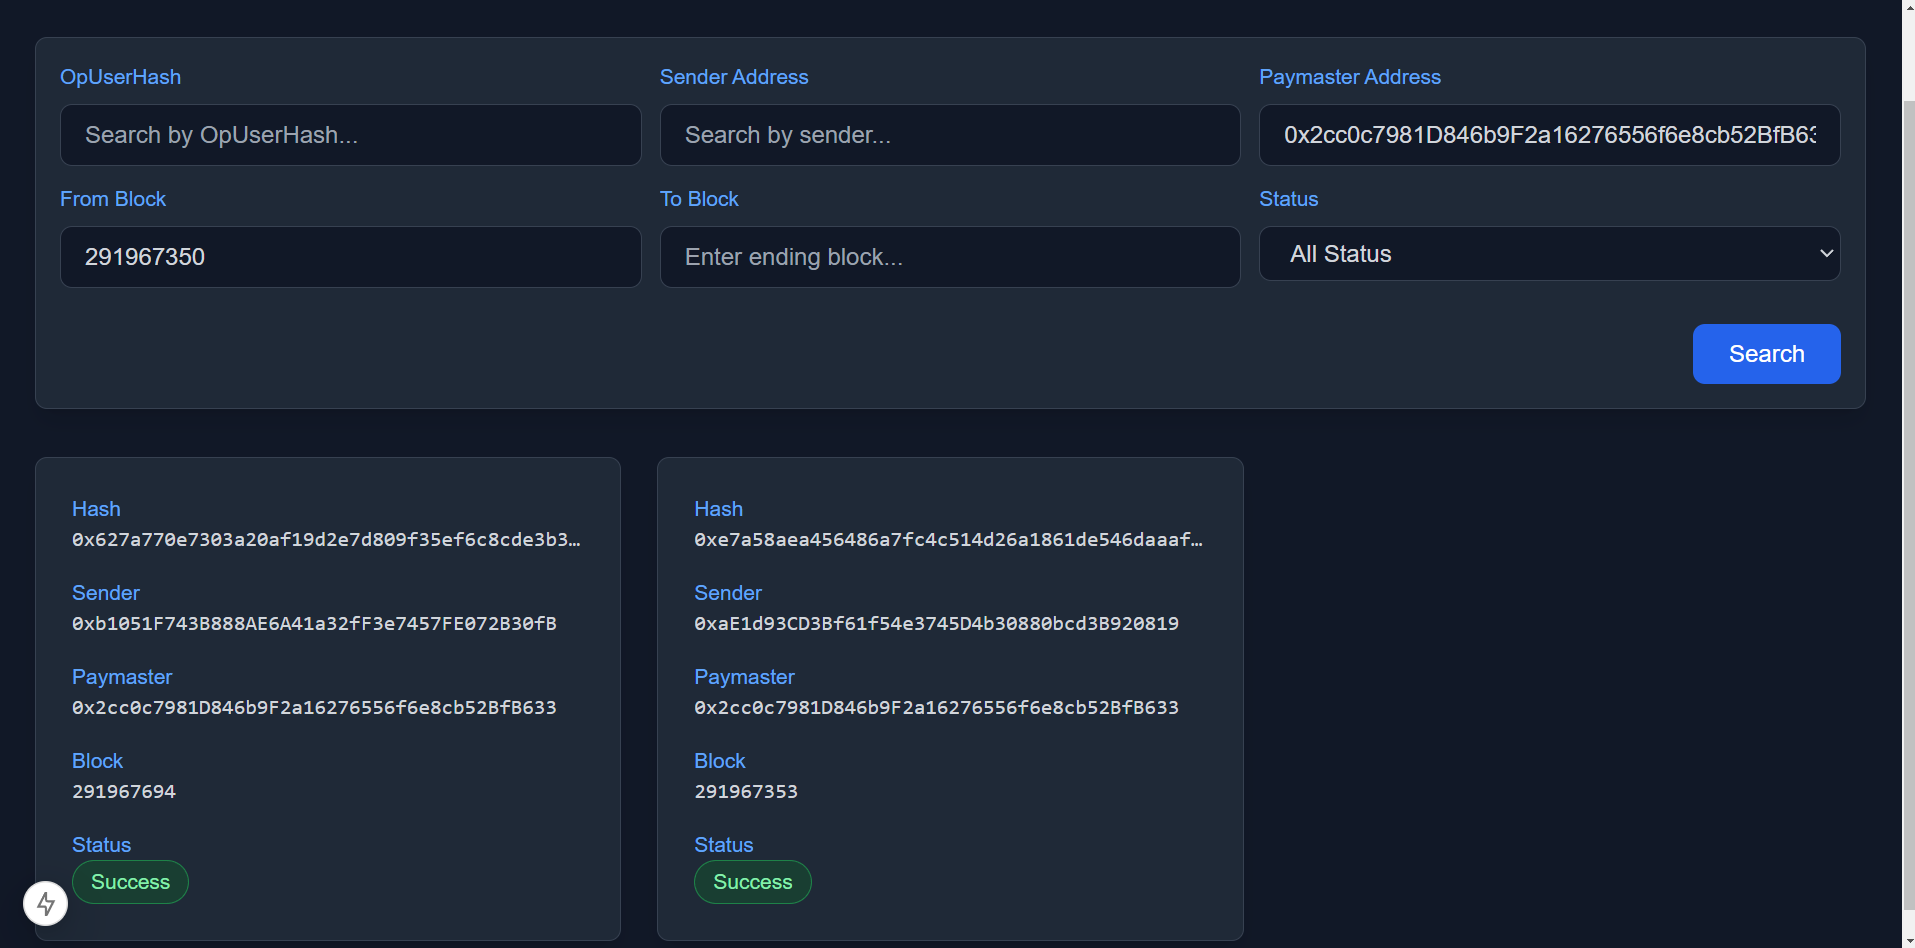 OpUserHash
Sender Address
Paymaster Address
Search by OpUserHash...
Search by sender...
0x2cc0c7981D846b9F2a16276556f6e8cb52BfB63
From Block
To Block
Status
291967350
Enter ending block...
All Status
Search
Hash
0x627a770e7303a20af19d2e7d809f35ef6c8cde3b3…
Sender
0xb1051F743B888AE6A41a32fF3e7457FE072B30fB
Paymaster
0x2cc0c7981D846b9F2a16276556f6e8cb52BfB633
Block
291967694
Status
Success
Hash
0xe7a58aea456486a7fc4c514d26a1861de546daaaf…
Sender
0xaE1d93CD3Bf61f54e3745D4b30880bcd3B920819
Paymaster
0x2cc0c7981D846b9F2a16276556f6e8cb52BfB633
Block
291967353
Status
Success